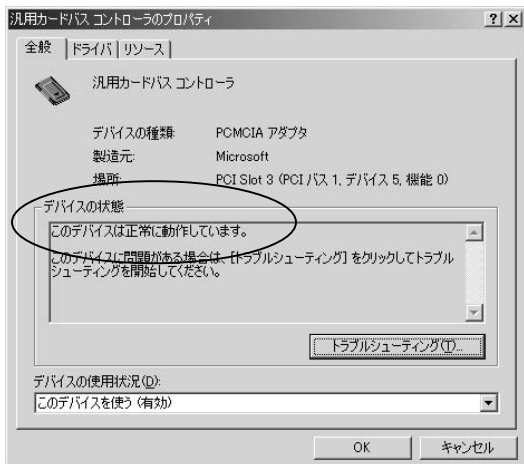 汎用カードバス コントローラのプロパティ
? ×
全般 ドライバ リソース
汎用カードバス コントローラ
デバイスの種類: PCMCIA アダプタ
製造元: Microsoft
場所: PCI Slot 3 (PCI バス 1, デバイス 5, 機能 0)
デバイスの状態
このデバイスは正常に動作しています。
このデバイスに問題がある場合は、[トラブルシューティング] をクリックしてトラブル
シューティングを開始してください。
トラブルシューティング(T)...
デバイスの使用状況(D):
このデバイスを使う (有効)
OK キャンセル